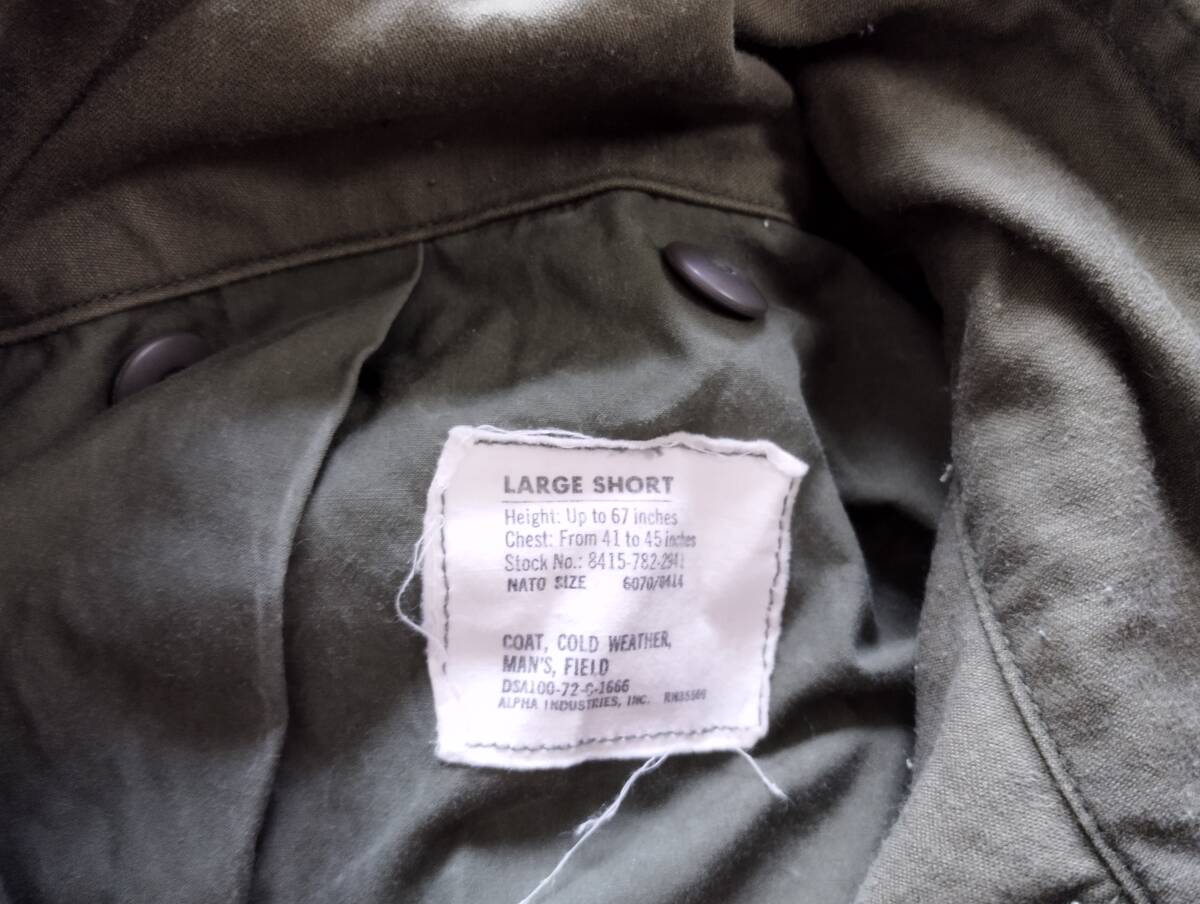 LARGE SHORT
Height: Up to 67 inches
Chest: From 41 to 45 inches
Stock No.: 8415-782-2941
NATO SIZE 6070/0414
COAT, COLD WEATHER,
MAN'S, FIELD
DSA100-72-C-1666
ALPHA INDUSTRIES, INC.